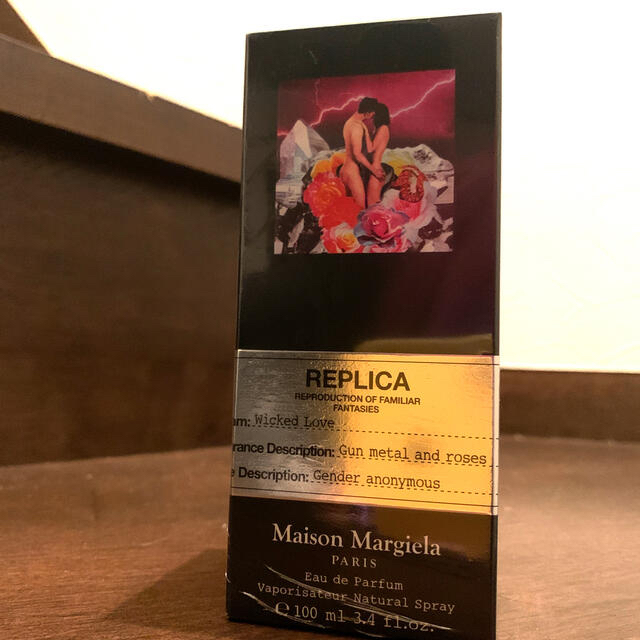 REPLICA
REPRODUCTION OF FAMILIAR
FANTASIES
am: Wicked Love
rance Description: Gun metal and roses
e Description: Gender anonymous
Maison Margiela
PARIS
Eau de Parfum
Vaporisateur Natural Spray
℮ 100 ml 3.4 fl.oz.